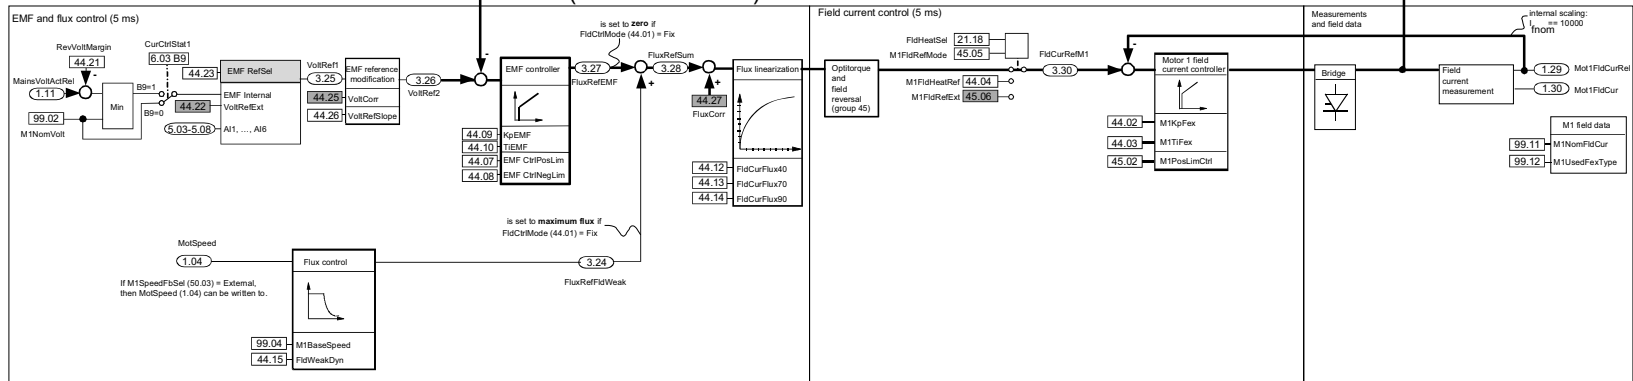 EMF and flux control (5 ms)
RevVoltMargin
44.21
CurCtrlStat1
6.03 B9
MainsVoltActRel
1.11
-
Min
B9=1
B9=0
99.02
M1NomVolt
44.23
EMF RefSel
EMF Internal
44.22
VoltRefExt
5.03-5.08
AI1, ..., AI6
VoltRef1
3.25
EMF reference
modification
44.25
VoltCorr
44.26
VoltRefSlope
3.26
VoltRef2
-
EMF controller
44.09
KpEMF
44.10
TiEMF
44.07
EMF CtrlPosLim
44.08
EMF CtrlNegLim
is set to zero if
FldCtrlMode (44.01) = Fix
3.27
FluxRefEMF
+
FluxRefSum
3.28
+
44.27
FluxCorr
Flux linearization
44.12
FldCurFlux40
44.13
FldCurFlux70
44.14
FldCurFlux90
is set to maximum flux if
FldCtrlMode (44.01) = Fix
MotSpeed
1.04
If M1SpeedFbSel (50.03) = External,
then MotSpeed (1.04) can be written to.
Flux control
99.04
M1BaseSpeed
44.15
FldWeakDyn
3.24
FluxRefFldWeak
Field current control (5 ms)
Optitorque
and
field
reversal
(group 45)
FldHeatSel
21.18
M1FldRefMode
45.05
M1FldHeatRef
44.04
M1FldRefExt
45.06
FldCurRefM1
3.30
-
Motor 1 field
current controller
44.02
M1KpFex
44.03
M1TiFex
45.02
M1PosLimCtrl
Measurements
and field data
internal scaling:
I fnom == 10000
Bridge
Field
current
measurement
1.29
Mot1FldCurRel
1.30
Mot1FldCur
M1 field data
99.11
M1NomFldCur
99.12
M1UsedFexType